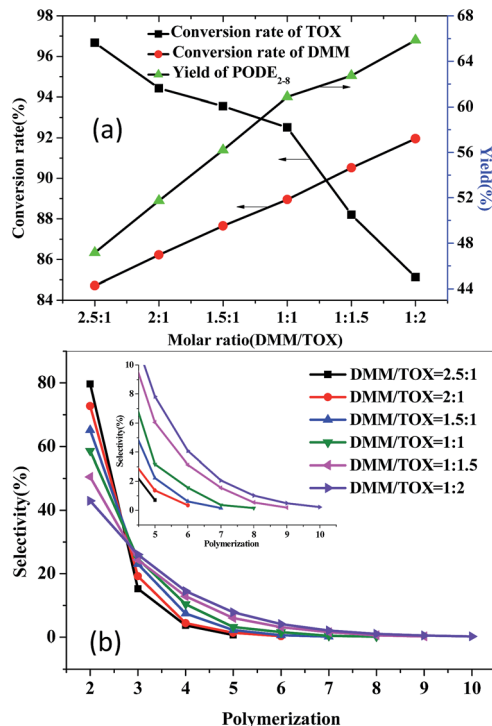 Conversion rate of TOX
Conversion rate of DMM
Yield of PODE2-8
(a)
Conversion rate(%)
98
96
94
92
90
88
86
84
Yield(%)
68
64
60
56
52
48
44
2.5:1 2:1 1.5:1 1:1 1:1.5 1:2
Molar ratio(DMM/TOX)
DMM/TOX=2.5:1
DMM/TOX=2:1
DMM/TOX=1.5:1
DMM/TOX=1:1
DMM/TOX=1:1.5
DMM/TOX=1:2
Selectivity(%)
10
8
6
4
2
0
5 6 7 8 9 10
Polymerization
Selectivity(%)
80
60
40
20
0
(b)
2 3 4 5 6 7 8 9 10
Polymerization